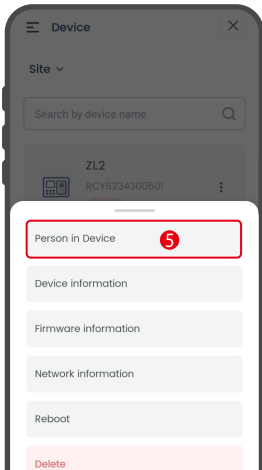 Device
Site
Search by device name
ZL2
RCY6234300501
Person in Device 5
Device information
Firmware information
Network information
Reboot
Delete